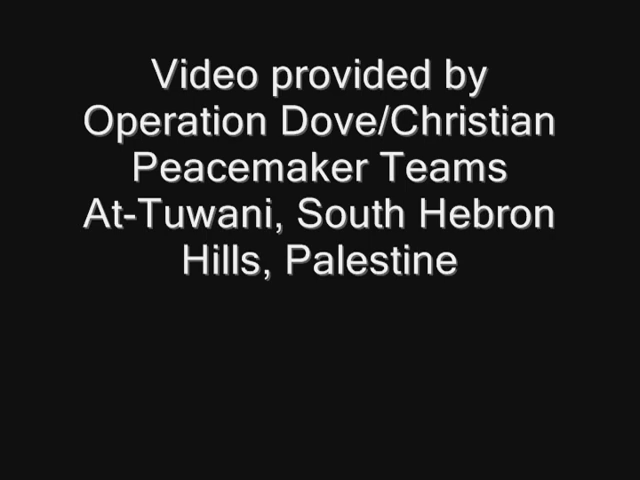 Video provided by
Operation Dove/Christian
Peacemaker Teams
At-Tuwani, South Hebron
Hills, Palestine